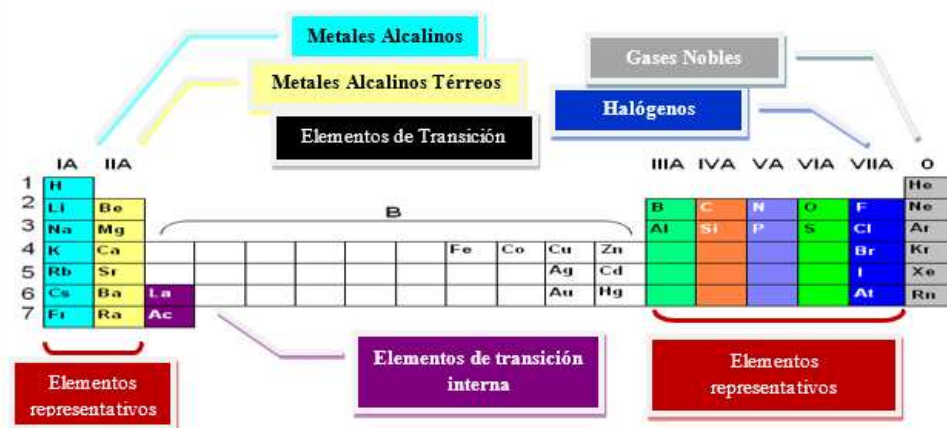 Metales Alcalinos
Gases Nobles
Metales Alcalinos Térreos
Halógenos
Elementos de Transición
IA IIA IIIA IVA VA VIA VIIA O
1 H He
2 Li Be B B C N O F Ne
3 Na Mg Al Si P S Cl Ar
4 K Ca Fe Co Cu Zn Br Kr
5 Rb Sr Ag Cd I Xe
6 Cs Ba La Au Hg At Rn
7 Fr Ra Ac
Elementos
representativos
Elementos de transición
interna
Elementos
representativos